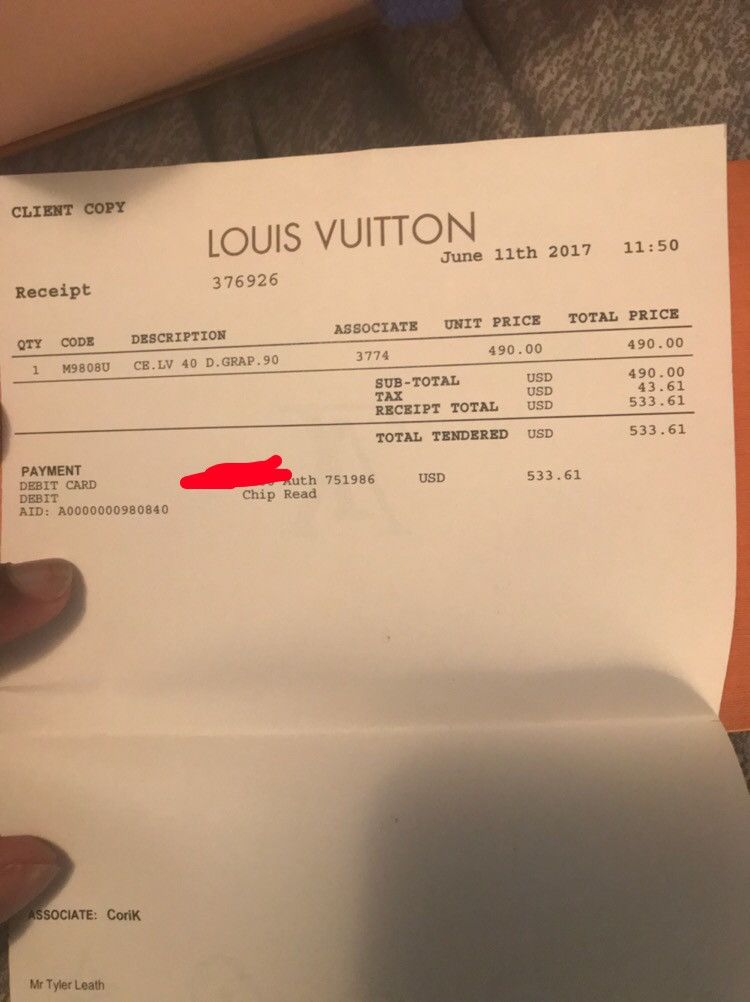 CLIENT COPY
LOUIS VUITTON
June 11th 2017 11:50
Receipt 376926
QTY CODE DESCRIPTION ASSOCIATE UNIT PRICE TOTAL PRICE
1 M9808U CE.LV 40 D.GRAP.90 3774 490.00 490.00
SUB-TOTAL USD 490.00
TAX USD 43.61
RECEIPT TOTAL USD 533.61
TOTAL TENDERED USD 533.61
PAYMENT
DEBIT CARD Auth 751986 USD 533.61
DEBIT Chip Read
AID: A0000000980840
ASSOCIATE: CoriK
Mr Tyler Leath